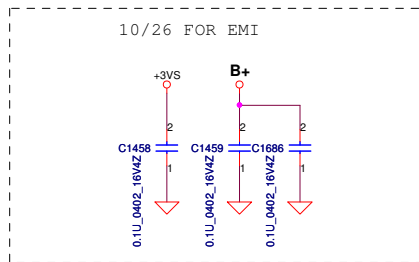 10/26 FOR EMI
+3VS
B+
2
2
2
C1458
C1459
C1686
1
1
1
0.1U_0402_16V4Z
0.1U_0402_16V4Z
0.1U_0402_16V4Z